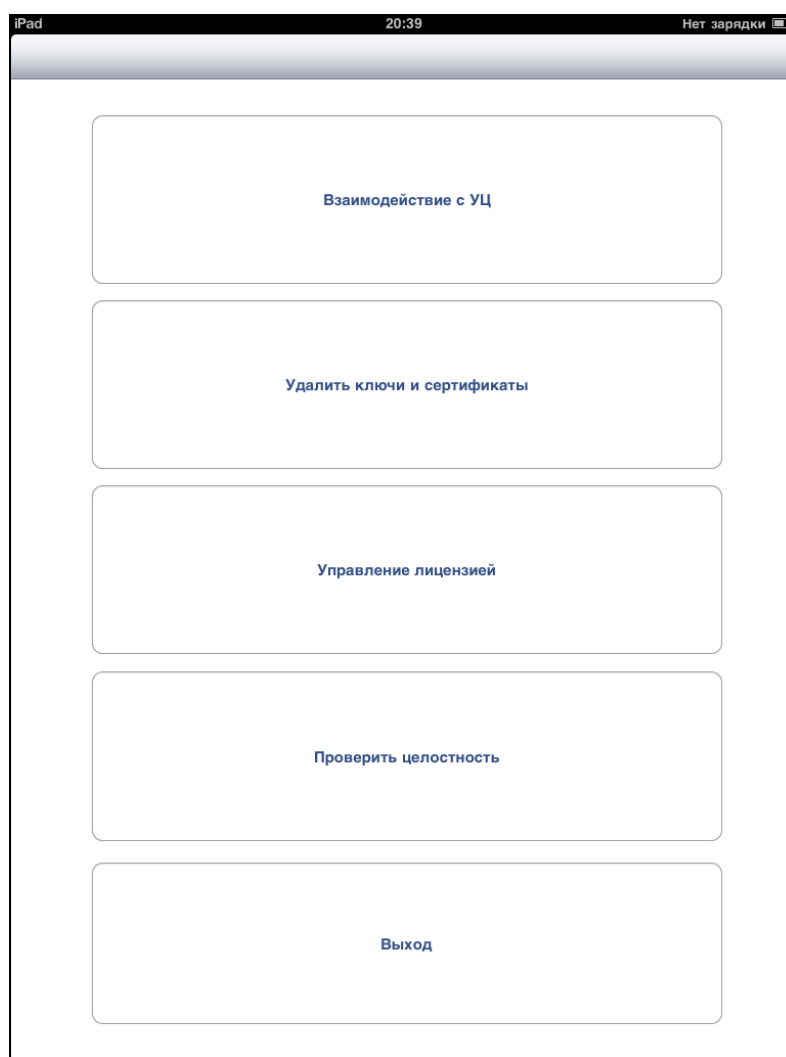 iPad 20:39 Нет зарядки
Взаимодействие с УЦ
Удалить ключи и сертификаты
Управление лицензией
Проверить целостность
Выход